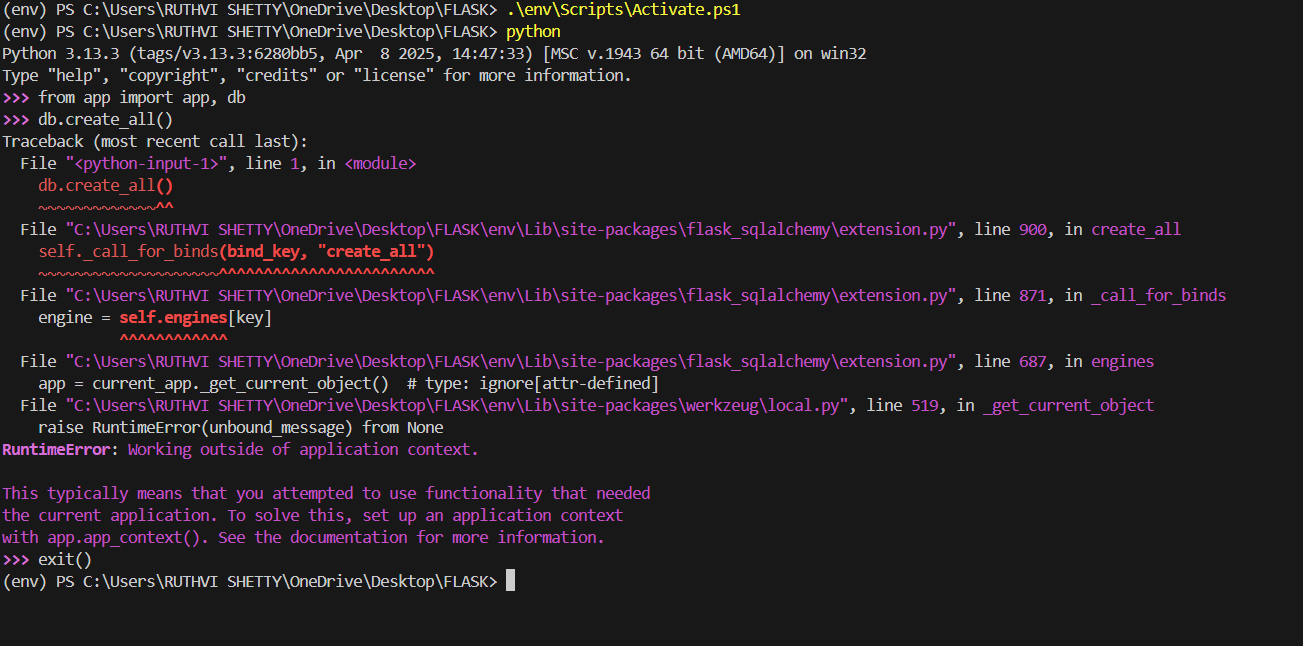 (env) PS C:\Users\RUTHVI SHETTY\OneDrive\Desktop\FLASK> .\env\Scripts\Activate.ps1
(env) PS C:\Users\RUTHVI SHETTY\OneDrive\Desktop\FLASK> python
Python 3.13.3 (tags/v3.13.3:6280bb5, Apr  8 2025, 14:47:33) [MSC v.1943 64 bit (AMD64)] on win32
Type "help", "copyright", "credits" or "license" for more information.
>>> from app import app, db
>>> db.create_all()
Traceback (most recent call last):
  File "<python-input-1>", line 1, in <module>
    db.create_all()
    ~~~~~~~~~~~~~^^
  File "C:\Users\RUTHVI SHETTY\OneDrive\Desktop\FLASK\env\Lib\site-packages\flask_sqlalchemy\extension.py", line 900, in create_all
    self._call_for_binds(bind_key, "create_all")
    ~~~~~~~~~~~~~~~~~~~~^^^^^^^^^^^^^^^^^^^^^^^^
  File "C:\Users\RUTHVI SHETTY\OneDrive\Desktop\FLASK\env\Lib\site-packages\flask_sqlalchemy\extension.py", line 871, in _call_for_binds
    engine = self.engines[key]
             ^^^^^^^^^^^^
  File "C:\Users\RUTHVI SHETTY\OneDrive\Desktop\FLASK\env\Lib\site-packages\flask_sqlalchemy\extension.py", line 687, in engines
    app = current_app._get_current_object()  # type: ignore[attr-defined]
  File "C:\Users\RUTHVI SHETTY\OneDrive\Desktop\FLASK\env\Lib\site-packages\werkzeug\local.py", line 519, in _get_current_object
    raise RuntimeError(unbound_message) from None
RuntimeError: Working outside of application context.

This typically means that you attempted to use functionality that needed
the current application. To solve this, set up an application context
with app.app_context(). See the documentation for more information.
>>> exit()
(env) PS C:\Users\RUTHVI SHETTY\OneDrive\Desktop\FLASK>